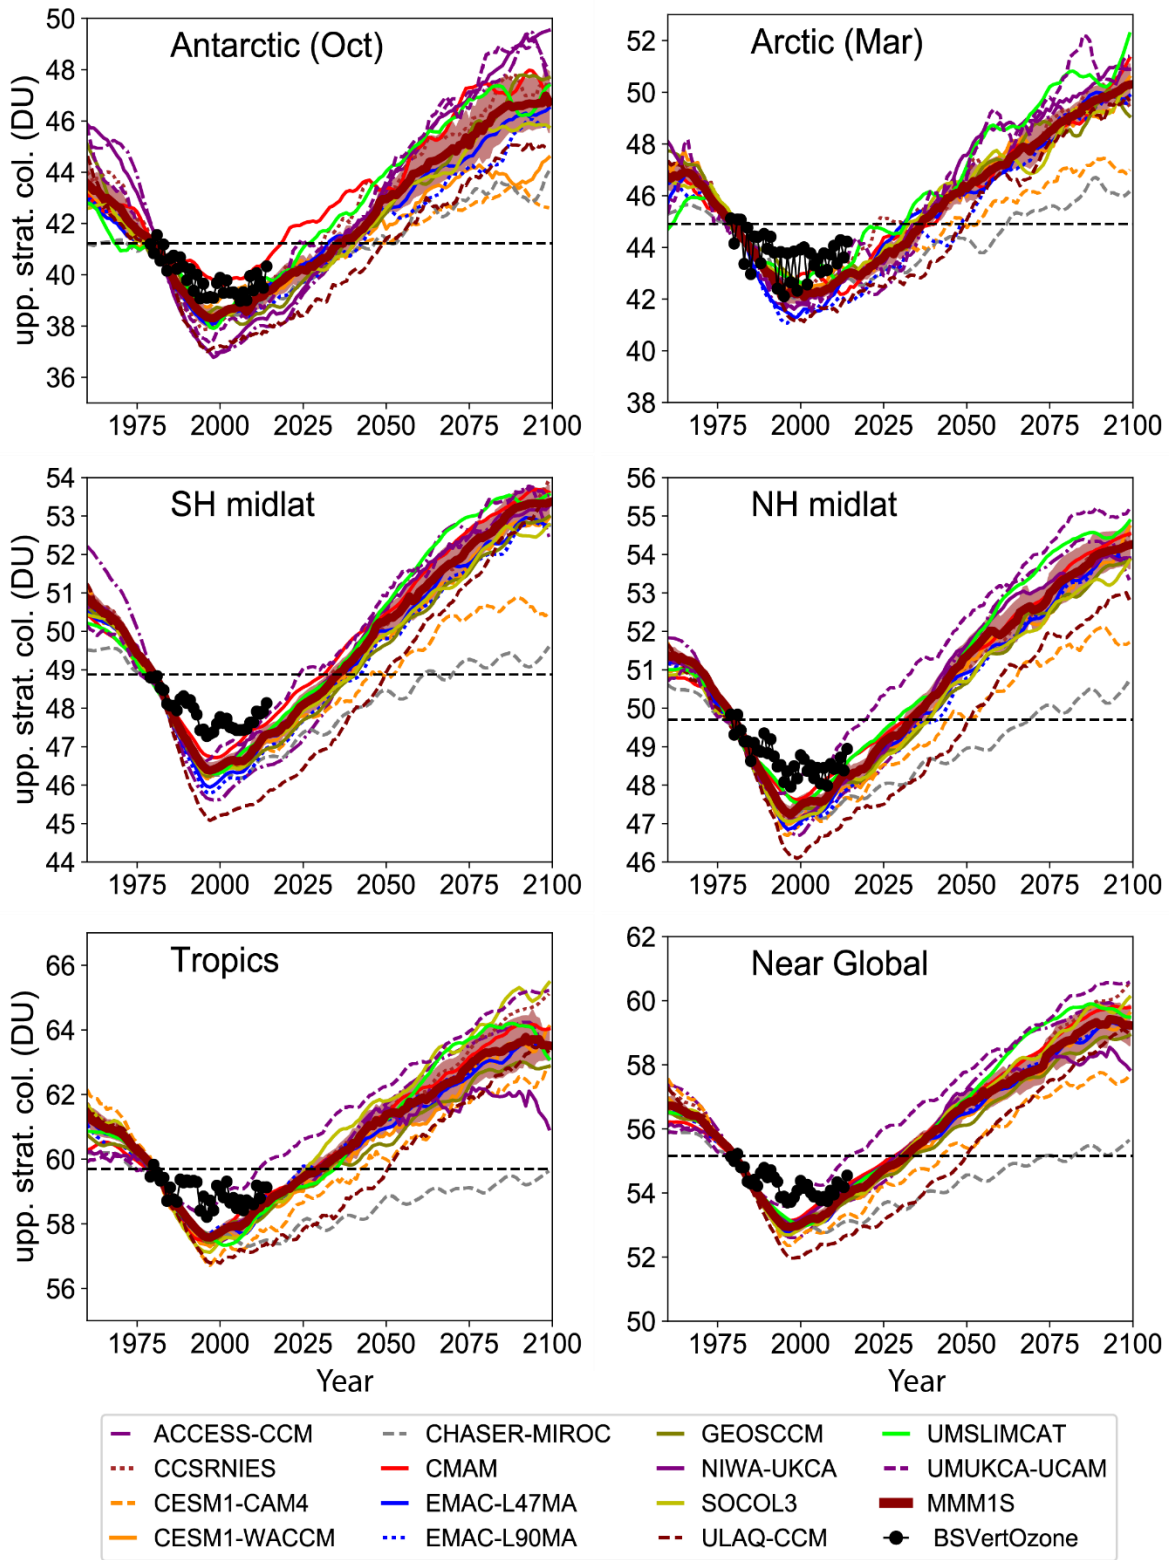 Antarctic (Oct)
upp. strat. col. (DU)
50
48
46
44
42
40
38
36
1975 2000 2025 2050 2075 2100
Arctic (Mar)
52
50
48
46
44
42
40
38
1975 2000 2025 2050 2075 2100
SH midlat
upp. strat. col. (DU)
54
53
52
51
50
49
48
47
46
45
44
1975 2000 2025 2050 2075 2100
NH midlat
56
55
54
53
52
51
50
49
48
47
46
1975 2000 2025 2050 2075 2100
Tropics
upp. strat. col. (DU)
66
64
62
60
58
56
1975 2000 2025 2050 2075 2100
Year
Near Global
62
60
58
56
54
52
50
1975 2000 2025 2050 2075 2100
Year
ACCESS-CCM
CCSRNIES
CESM1-CAM4
CESM1-WACCM
CHASER-MIROC
CMAM
EMAC-L47MA
EMAC-L90MA
GEOSCCM
NIWA-UKCA
SOCOL3
ULAQ-CCM
UMSLIMCAT
UMUKCA-UCAM
MMM1S
BSVertOzone